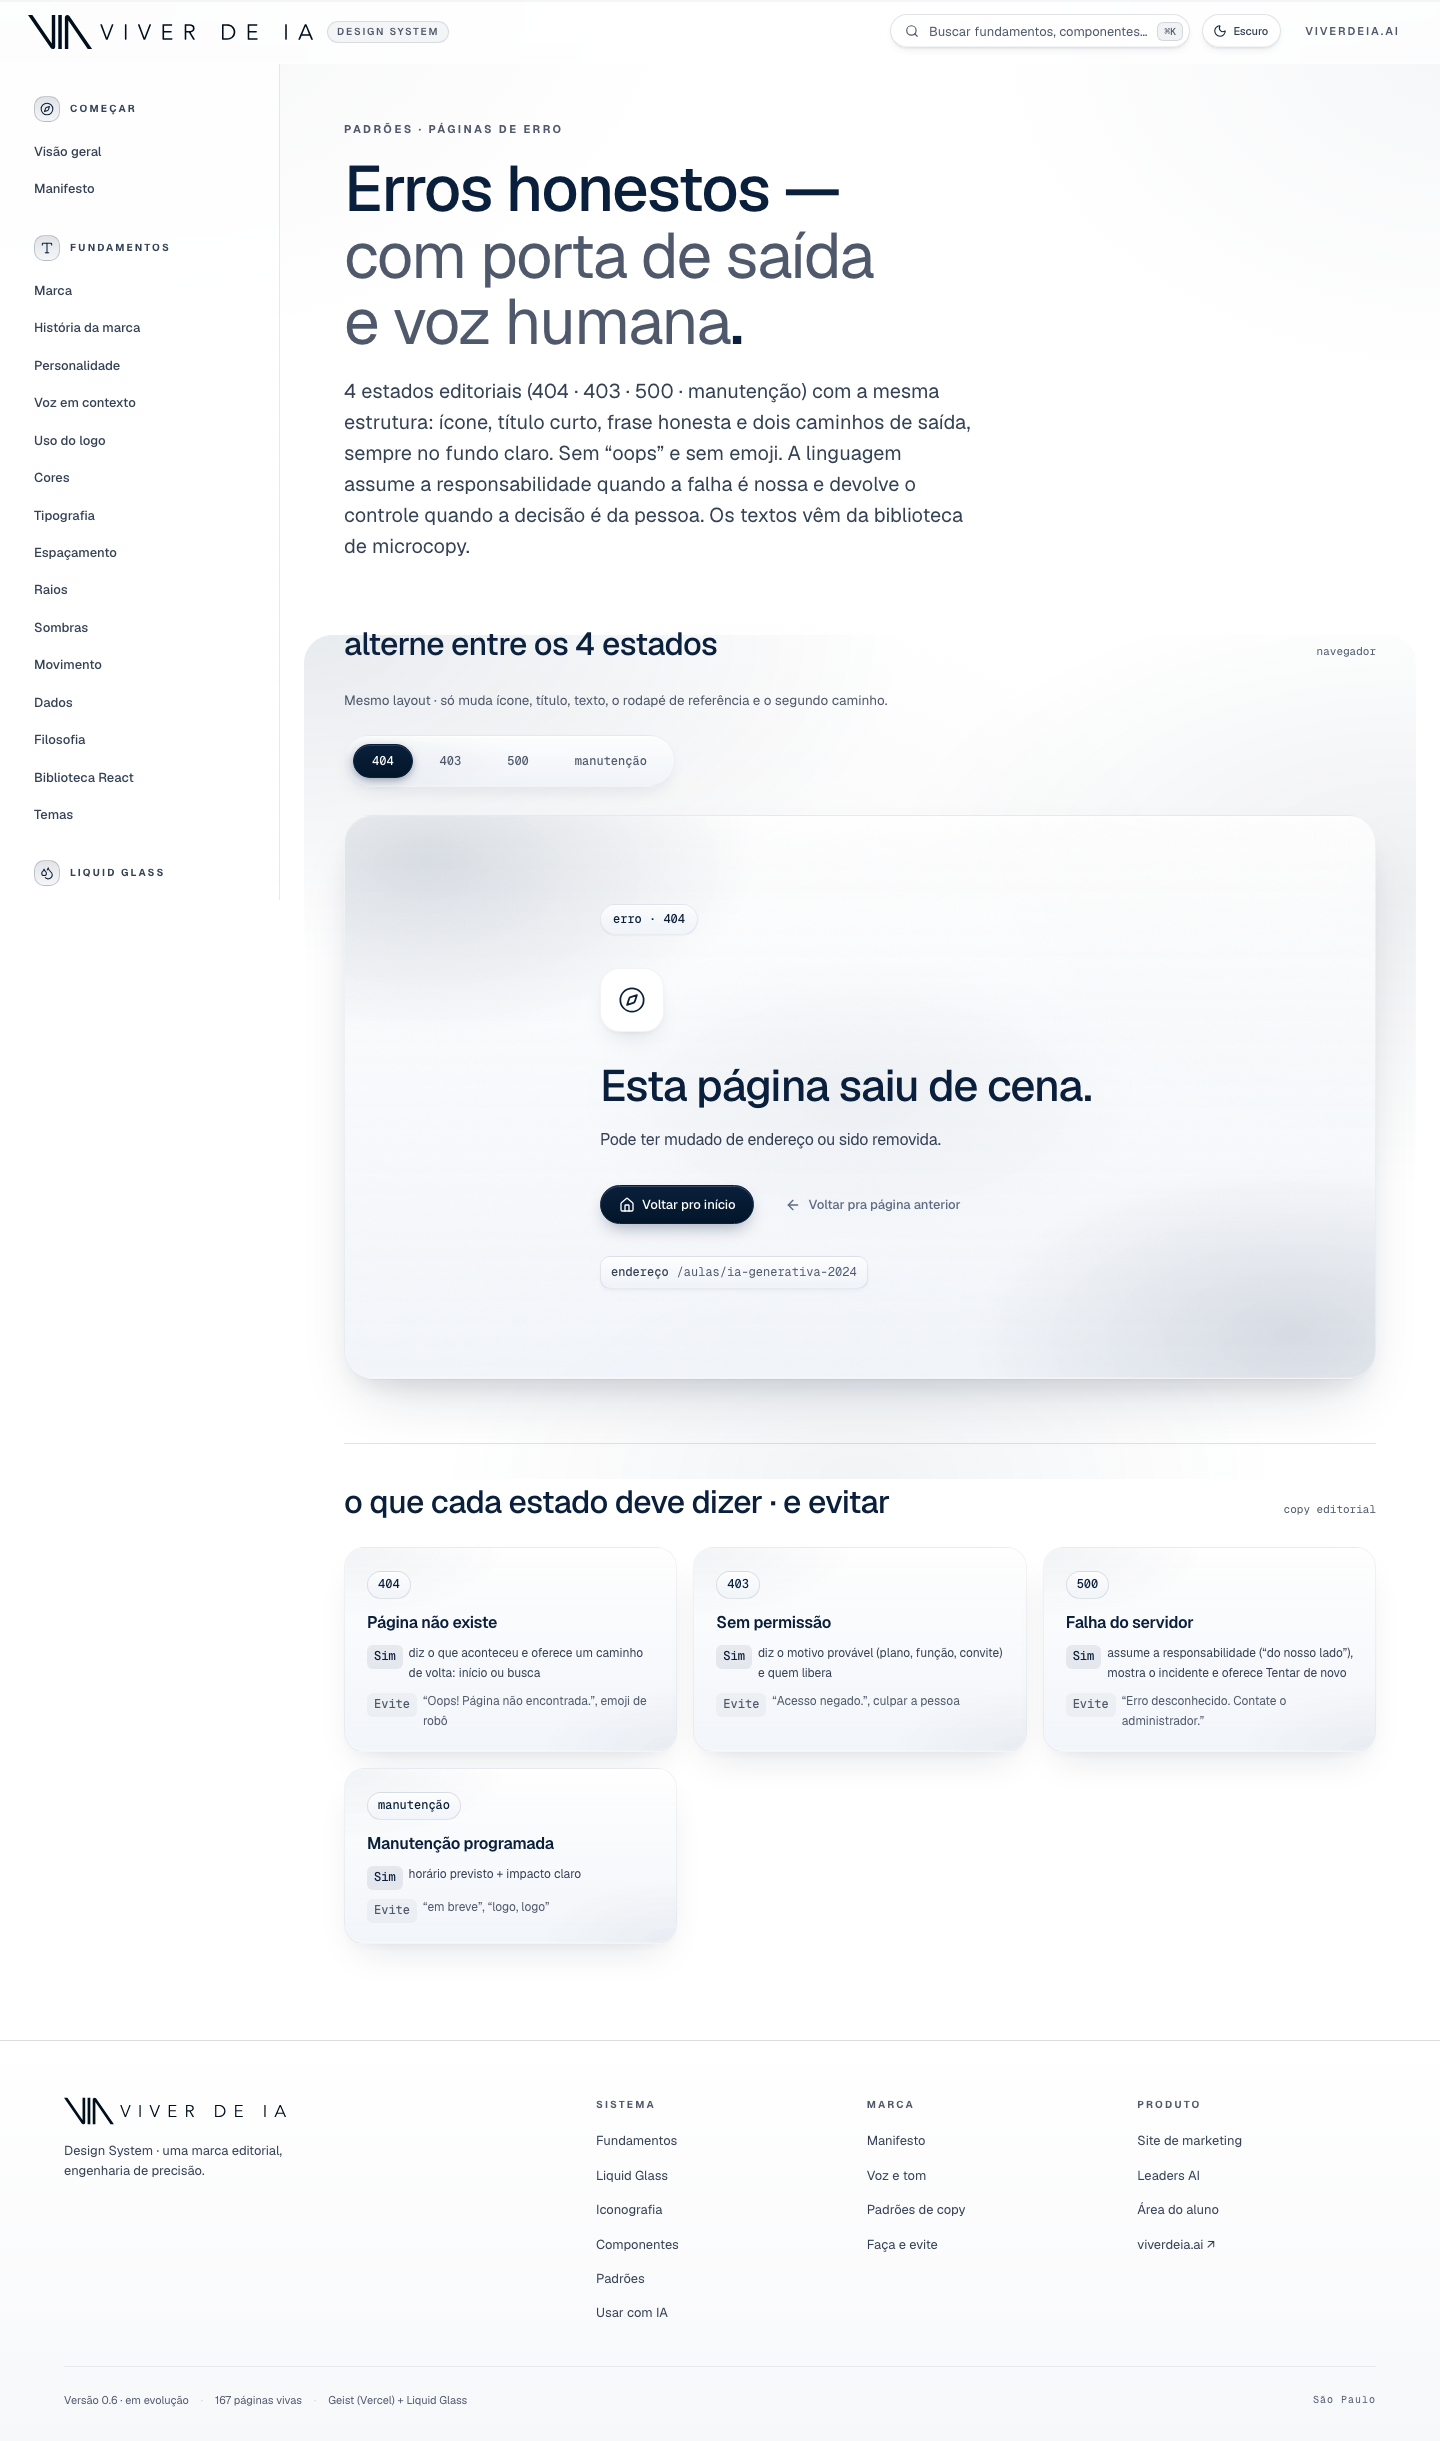 VIVER DE IA DESIGN SYSTEM
Buscar fundamentos, componentes... ⌘K
Escuro
VIVERDEIA.AI
COMEÇAR
Visão geral
Manifesto
FUNDAMENTOS
Marca
História da marca
Personalidade
Voz em contexto
Uso do logo
Cores
Tipografia
Espaçamento
Raios
Sombras
Movimento
Dados
Filosofia
Biblioteca React
Temas
LIQUID GLASS
PADRÕES · PÁGINAS DE ERRO
Erros honestos —
com porta de saída
e voz humana.
4 estados editoriais (404 · 403 · 500 · manutenção) com a mesma
estrutura: ícone, título curto, frase honesta e dois caminhos de saída,
sempre no fundo claro. Sem “oops” e sem emoji. A linguagem
assume a responsabilidade quando a falha é nossa e devolve o
controle quando a decisão é da pessoa. Os textos vêm da biblioteca
de microcopy.
alterne entre os 4 estados
navegador
Mesmo layout · só muda ícone, título, texto, o rodapé de referência e o segundo caminho.
404 403 500 manutenção
erro · 404
Esta página saiu de cena.
Pode ter mudado de endereço ou sido removida.
Voltar pro início
Voltar pra página anterior
endereço /aulas/ia-generativa-2024
o que cada estado deve dizer · e evitar
copy editorial
404
Página não existe
Sim diz o que aconteceu e oferece um caminho
de volta: início ou busca
Evite “Oops! Página não encontrada.”, emoji de
robô
403
Sem permissão
Sim diz o motivo provável (plano, função, convite)
e quem libera
Evite “Acesso negado.”, culpar a pessoa
500
Falha do servidor
Sim assume a responsabilidade (“do nosso lado”),
mostra o incidente e oferece Tentar de novo
Evite “Erro desconhecido. Contate o
administrador.”
manutenção
Manutenção programada
Sim horário previsto + impacto claro
Evite “em breve”, “logo, logo”
VIVER DE IA
Design System · uma marca editorial,
engenharia de precisão.
SISTEMA
Fundamentos
Liquid Glass
Iconografia
Componentes
Padrões
Usar com IA
MARCA
Manifesto
Voz e tom
Padrões de copy
Faça e evite
PRODUTO
Site de marketing
Leaders AI
Área do aluno
viverdeia.ai ↗
Versão 0.6 · em evolução · 167 páginas vivas · Geist (Vercel) + Liquid Glass
São Paulo